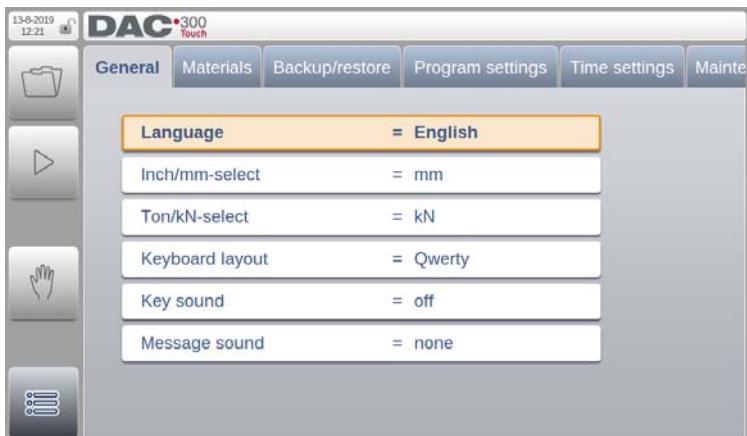 13-8-2019
12:21
DAC•300
Touch
General Materials Backup/restore Program settings Time settings Mainte
Language = English
Inch/mm-select = mm
Ton/kN-select = kN
Keyboard layout = Qwerty
Key sound = off
Message sound = none